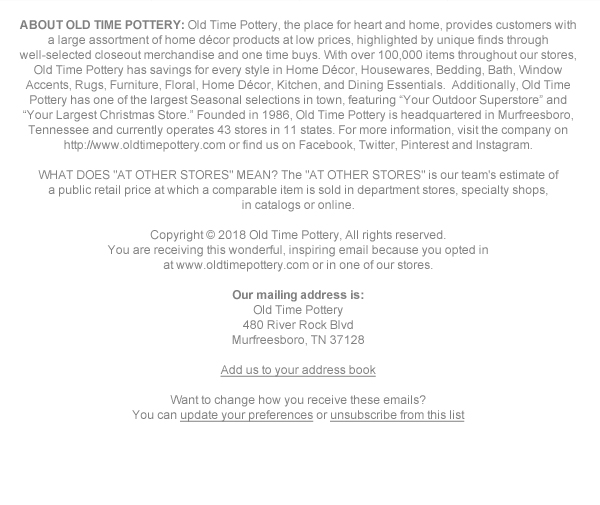 ABOUT OLD TIME POTTERY: Old Time Pottery, the place for heart and home, provides customers with
a large assortment of home décor products at low prices, highlighted by unique finds through
well-selected closeout merchandise and one time buys. With over 100,000 items throughout our stores,
Old Time Pottery has savings for every style in Home Décor, Housewares, Bedding, Bath, Window
Accents, Rugs, Furniture, Floral, Home Décor, Kitchen, and Dining Essentials.  Additionally, Old Time
Pottery has one of the largest Seasonal selections in town, featuring “Your Outdoor Superstore” and
“Your Largest Christmas Store.” Founded in 1986, Old Time Pottery is headquartered in Murfreesboro,
Tennessee and currently operates 43 stores in 11 states. For more information, visit the company on
http://www.oldtimepottery.com or find us on Facebook, Twitter, Pinterest and Instagram.
WHAT DOES "AT OTHER STORES" MEAN? The "AT OTHER STORES" is our team's estimate of
a public retail price at which a comparable item is sold in department stores, specialty shops,
in catalogs or online.
Copyright © 2018 Old Time Pottery, All rights reserved.
You are receiving this wonderful, inspiring email because you opted in
at www.oldtimepottery.com or in one of our stores.
Our mailing address is:
Old Time Pottery
480 River Rock Blvd
Murfreesboro, TN 37128
Add us to your address book
Want to change how you receive these emails?
You can update your preferences or unsubscribe from this list